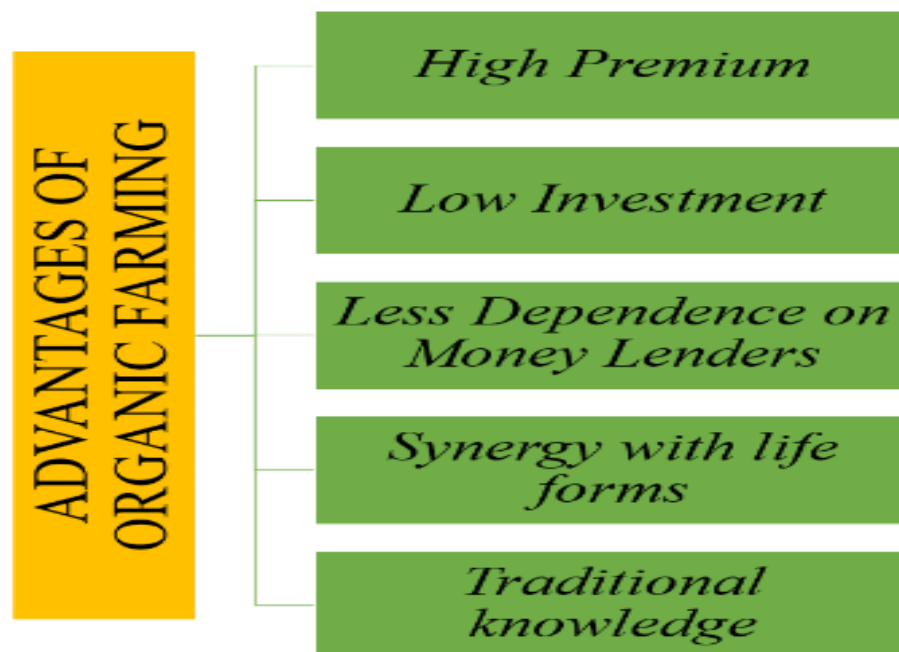 ADVANTAGES OF
ORGANIC FARMING
High Premium
Low Investment
Less Dependence on
Money Lenders
Synergy with life
forms
Traditional
knowledge